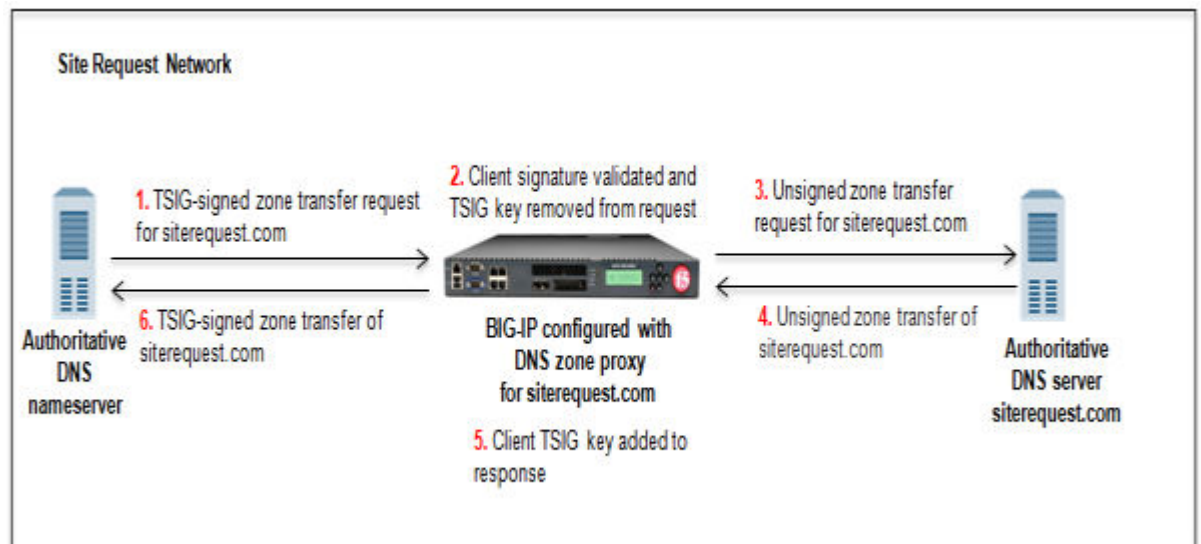 Site Request Network
1. TSIG-signed zone transfer request
for siterequest.com
2. Client signature validated and
TSIG key removed from request
3. Unsigned zone transfer
request for siterequest.com
4. Unsigned zone transfer of
siterequest.com
5. Client TSIG key added to
response
6. TSIG-signed zone transfer of
siterequest.com
Authoritative
DNS
nameserver
BIG-IP configured with
DNS zone proxy
for siterequest.com
Authoritative
DNS server
siterequest.com